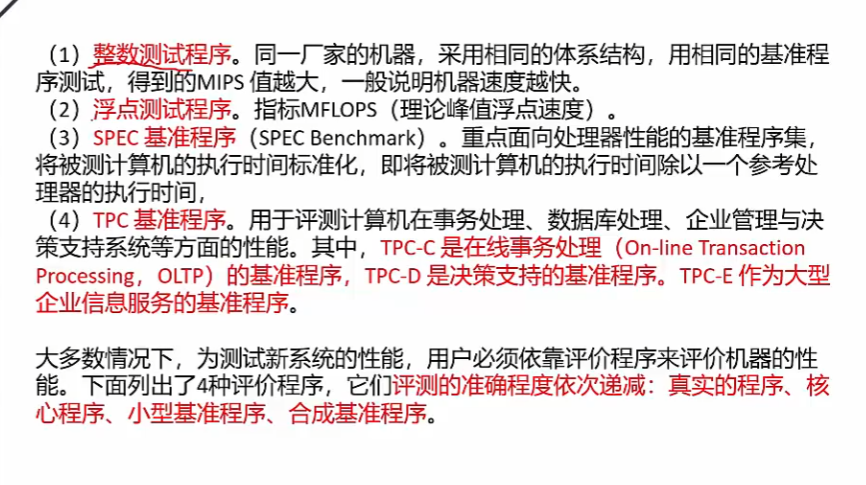 （1）整数测试程序。同一厂家的机器，采用相同的体系结构，用相同的基准程
序测试，得到的MIPS 值越大，一般说明机器速度越快。
（2）浮点测试程序。指标MFLOPS（理论峰值浮点速度）。
（3）SPEC 基准程序（SPEC Benchmark）。重点面向处理器性能的基准程序集，
将被测计算机的执行时间标准化，即将被测计算机的执行时间除以一个参考处
理器的执行时间，
（4）TPC 基准程序。用于评测计算机在事务处理、数据库处理、企业管理与决
策支持系统等方面的性能。其中，TPC-C 是在线事务处理（On-line Transaction
Processing，OLTP）的基准程序，TPC-D 是决策支持的基准程序。TPC-E 作为大型
企业信息服务的基准程序。
大多数情况下，为测试新系统的性能，用户必须依靠评价程序来评价机器的性
能。下面列出了4种评价程序，它们评测的准确程度依次递减：真实的程序、核
心程序、小型基准程序、合成基准程序。